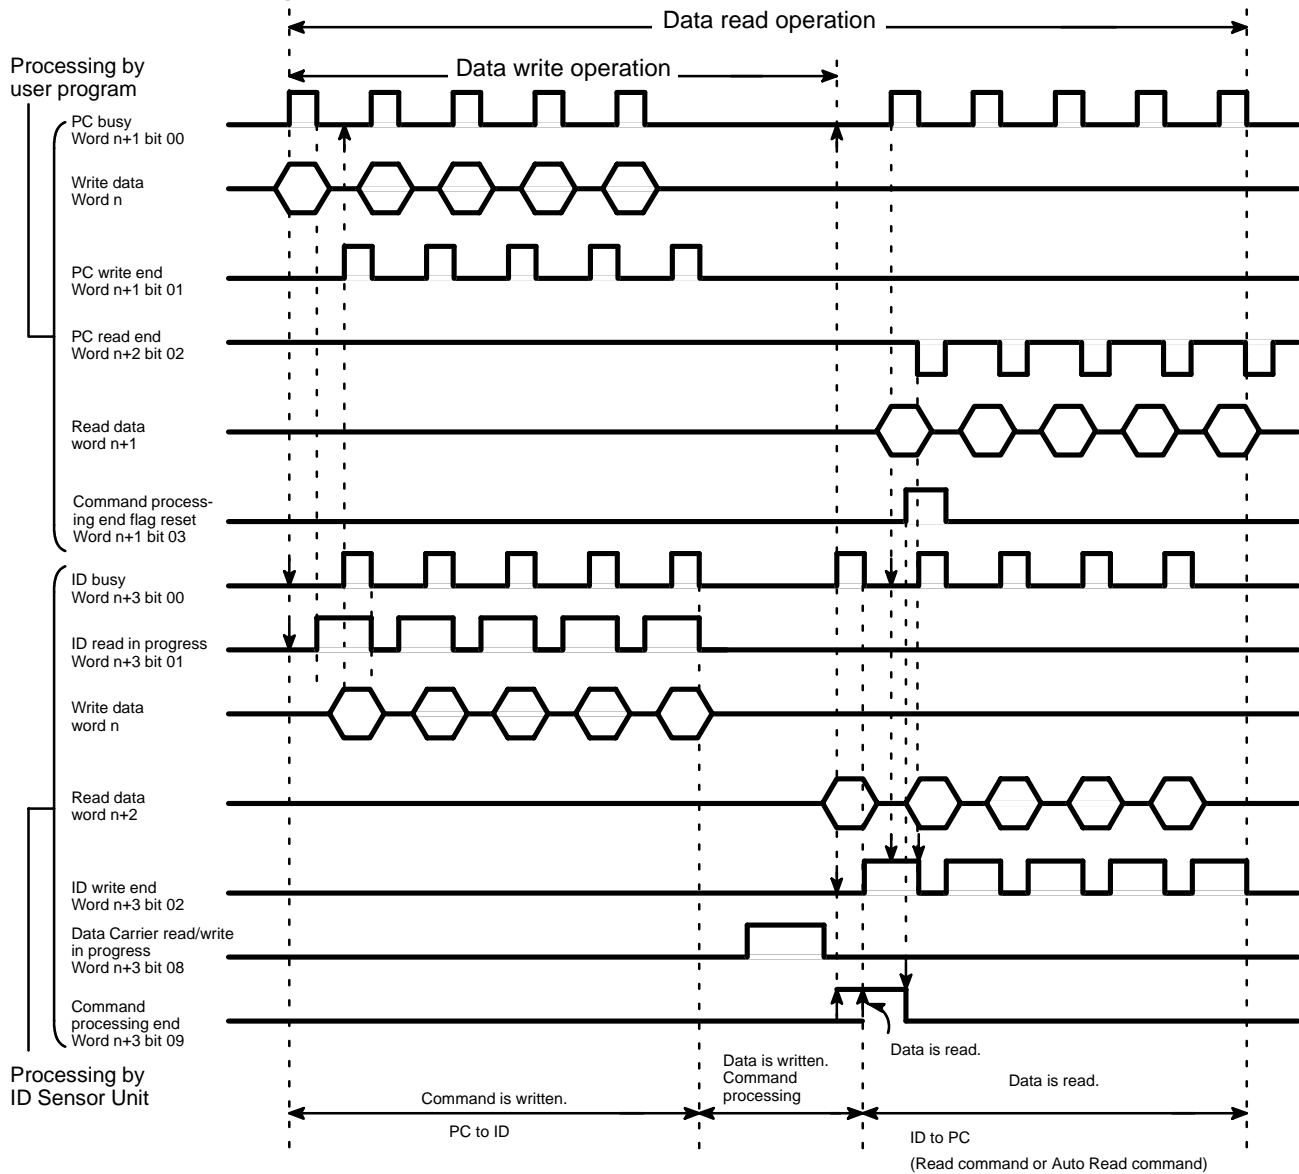 Data read operation
Data write operation
Processing by
user program
PC busy
Word n+1 bit 00
Write data
Word n
PC write end
Word n+1 bit 01
PC read end
Word n+2 bit 02
Read data
word n+1
Command process-
ing end flag reset
Word n+1 bit 03
ID busy
Word n+3 bit 00
ID read in progress
Word n+3 bit 01
Write data
word n
Read data
word n+2
ID write end
Word n+3 bit 02
Data Carrier read/write
in progress
Word n+3 bit 08
Command
processing end
Word n+3 bit 09
Processing by
ID Sensor Unit
Data is read.
Data is written.
Command
processing
Data is read.
Command is written.
PC to ID
ID to PC
(Read command or Auto Read command)